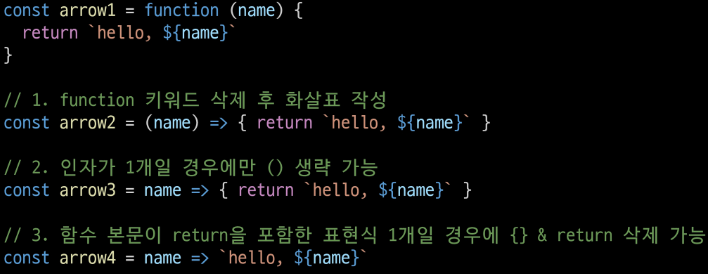 const arrow1 = function (name) {
  return `hello, ${name}`
}
// 1. function 키워드 삭제 후 화살표 작성
const arrow2 = (name) => { return `hello, ${name}` }
// 2. 인자가 1개일 경우에만 () 생략 가능
const arrow3 = name => { return `hello, ${name}` }
// 3. 함수 본문이 return을 포함한 표현식 1개일 경우에 {} & return 삭제 가능
const arrow4 = name => `hello, ${name}`